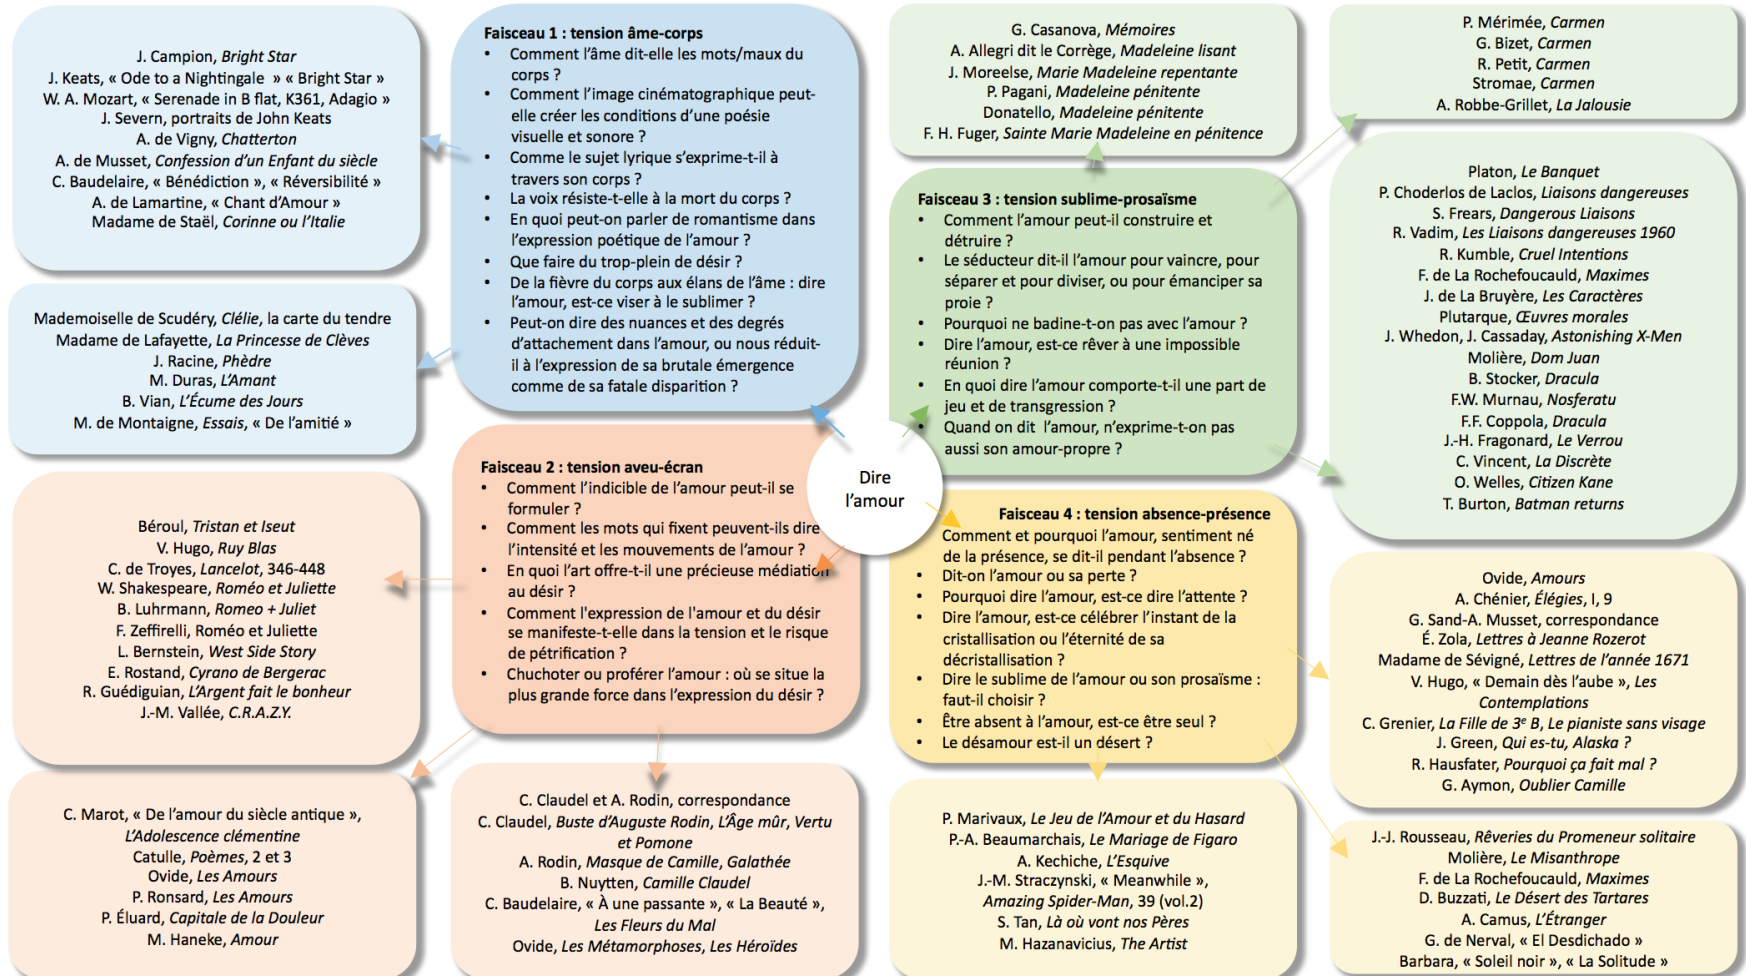 J. Campion, Bright Star
J. Keats, « Ode to a Nightingale » « Bright Star »
W. A. Mozart, « Serenade in B flat, K361, Adagio »
J. Severn, portraits de John Keats
A. de Vigny, Chatterton
A. de Musset, Confession d’un Enfant du siècle
C. Baudelaire, « Bénédiction », « Réversibilité »
A. de Lamartine, « Chant d’Amour »
Madame de Staël, Corinne ou l’Italie
Mademoiselle de Scudéry, Clélie, la carte du tendre
Madame de Lafayette, La Princesse de Clèves
J. Racine, Phèdre
M. Duras, L’Amant
B. Vian, L’Écume des Jours
M. de Montaigne, Essais, « De l’amitié »
Faisceau 1 : tension âme-corps
• Comment l’âme dit-elle les mots/maux du
corps ?
• Comment l’image cinématographique peut-
elle créer les conditions d’une poésie
visuelle et sonore ?
• Comme le sujet lyrique s’exprime-t-il à
travers son corps ?
• La voix résiste-t-elle à la mort du corps ?
• En quoi peut-on parler de romantisme dans
l’expression poétique de l’amour ?
• Que faire du trop-plein de désir ?
• De la fièvre du corps aux élans de l’âme : dire
l’amour, est-ce viser à le sublimer ?
• Peut-on dire des nuances et des degrés
d’attachement dans l’amour, ou nous réduit-
il à l’expression de sa brutale émergence
comme de sa fatale disparition ?
G. Casanova, Mémoires
A. Allegri dit le Corrège, Madeleine lisant
J. Moreelse, Marie Madeleine repentante
P. Pagani, Madeleine pénitente
Donatello, Madeleine pénitente
F. H. Fuger, Sainte Marie Madeleine en pénitence
P. Mérimée, Carmen
G. Bizet, Carmen
R. Petit, Carmen
Stromae, Carmen
A. Robbe-Grillet, La Jalousie
Faisceau 3 : tension sublime-prosaïsme
• Comment l’amour peut-il construire et
détruire ?
• Le séducteur dit-il l’amour pour vaincre, pour
séparer et pour diviser, ou pour émanciper sa
proie ?
• Pourquoi ne badine-t-on pas avec l’amour ?
• Dire l’amour, est-ce rêver à une impossible
réunion ?
• En quoi dire l’amour comporte-t-il une part de
jeu et de transgression ?
• Quand on dit l’amour, n’exprime-t-on pas
aussi son amour-propre ?
Platon, Le Banquet
P. Choderlos de Laclos, Liaisons dangereuses
S. Frears, Dangerous Liaisons
R. Vadim, Les Liaisons dangereuses 1960
R. Kumble, Cruel Intentions
F. de La Rochefoucauld, Maximes
J. de La Bruyère, Les Caractères
Plutarque, Œuvres morales
J. Whedon, J. Cassaday, Astonishing X-Men
Molière, Dom Juan
B. Stocker, Dracula
F.W. Murnau, Nosferatu
F.F. Coppola, Dracula
J.-H. Fragonard, Le Verrou
C. Vincent, La Discrète
O. Welles, Citizen Kane
T. Burton, Batman returns
Dire
l’amour
Béroul, Tristan et Iseut
V. Hugo, Ruy Blas
C. de Troyes, Lancelot, 346-448
W. Shakespeare, Roméo et Juliette
B. Luhrmann, Romeo + Juliet
F. Zeffirelli, Roméo et Juliette
L. Bernstein, West Side Story
E. Rostand, Cyrano de Bergerac
R. Guédiguian, L’Argent fait le bonheur
J.-M. Vallée, C.R.A.Z.Y.
Faisceau 2 : tension aveu-écran
• Comment l’indicible de l’amour peut-il se
formuler ?
• Comment les mots qui fixent peuvent-ils dire
l’intensité et les mouvements de l’amour ?
• En quoi l’art offre-t-il une précieuse médiation
au désir ?
• Comment l'expression de l'amour et du désir
se manifeste-t-elle dans la tension et le risque
de pétrification ?
• Chuchoter ou proférer l’amour : où se situe la
plus grande force dans l’expression du désir ?
Faisceau 4 : tension absence-présence
Comment et pourquoi l’amour, sentiment né
de la présence, se dit-il pendant l’absence ?
• Dit-on l’amour ou sa perte ?
• Pourquoi dire l’amour, est-ce dire l’attente ?
• Dire l’amour, est-ce célébrer l’instant de la
cristallisation ou l’éternité de sa
décristallisation ?
• Dire le sublime de l’amour ou son prosaïsme :
faut-il choisir ?
• Être absent à l’amour, est-ce être seul ?
• Le désamour est-il un désert ?
Ovide, Amours
A. Chénier, Élégies, I, 9
G. Sand-A. Musset, correspondance
É. Zola, Lettres à Jeanne Rozerot
Madame de Sévigné, Lettres de l’année 1671
V. Hugo, « Demain dès l’aube », Les
Contemplations
C. Grenier, La Fille de 3e B, Le pianiste sans visage
J. Green, Qui es-tu, Alaska ?
R. Hausfater, Pourquoi ça fait mal ?
G. Aymon, Oublier Camille
C. Marot, « De l’amour du siècle antique »,
L’Adolescence clémentine
Catulle, Poèmes, 2 et 3
Ovide, Les Amours
P. Ronsard, Les Amours
P. Éluard, Capitale de la Douleur
M. Haneke, Amour
C. Claudel et A. Rodin, correspondance
C. Claudel, Buste d’Auguste Rodin, L’Âge mûr, Vertu
et Pomone
A. Rodin, Masque de Camille, Galathée
B. Nuytten, Camille Claudel
C. Baudelaire, « À une passante », « La Beauté »,
Les Fleurs du Mal
Ovide, Les Métamorphoses, Les Héroïdes
P. Marivaux, Le Jeu de l’Amour et du Hasard
P.-A. Beaumarchais, Le Mariage de Figaro
A. Kechiche, L’Esquive
J.-M. Straczynski, « Meanwhile »,
Amazing Spider-Man, 39 (vol.2)
S. Tan, Là où vont nos Pères
M. Hazanavicius, The Artist
J.-J. Rousseau, Rêveries du Promeneur solitaire
Molière, Le Misanthrope
F. de La Rochefoucauld, Maximes
D. Buzzati, Le Désert des Tartares
A. Camus, L’Étranger
G. de Nerval, « El Desdichado »
Barbara, « Soleil noir », « La Solitude »